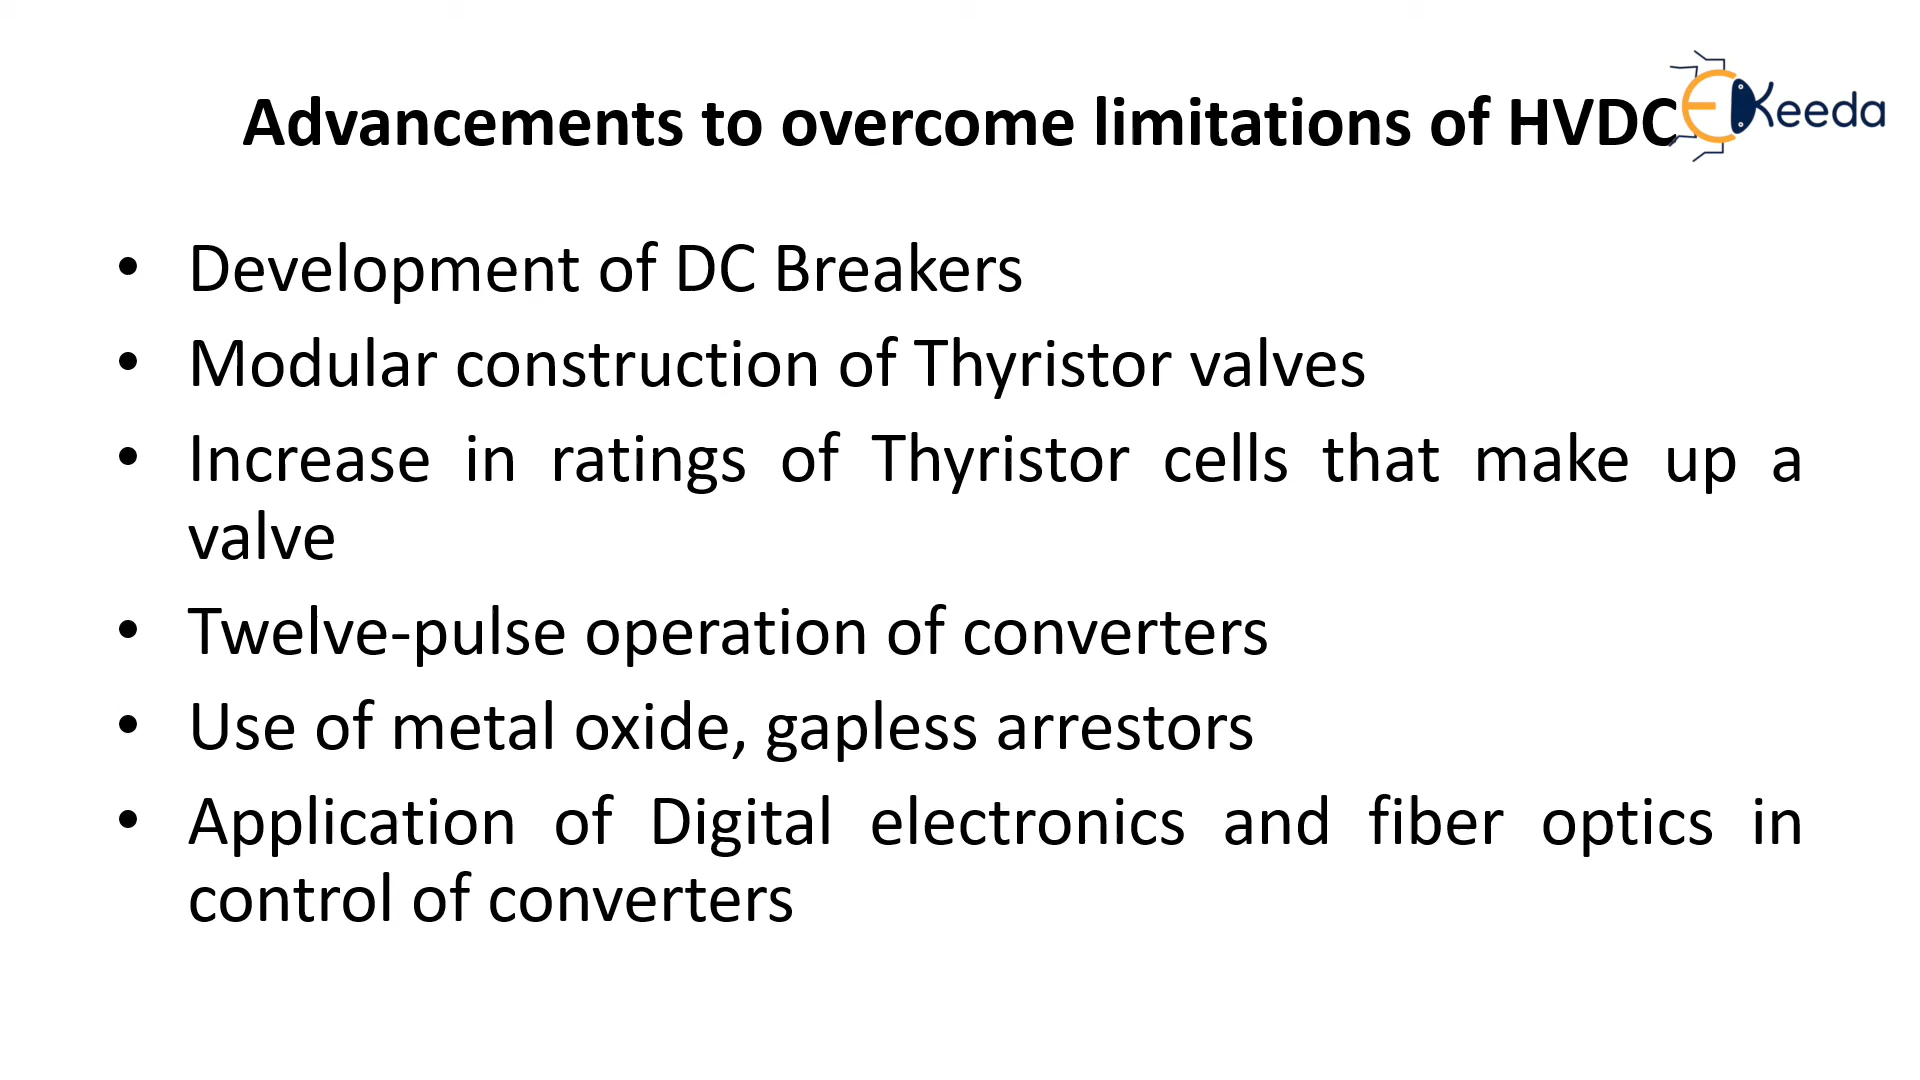 Advancements to overcome limitations of HVDC
EKeeda
• Development of DC Breakers
• Modular construction of Thyristor valves
• Increase in ratings of Thyristor cells that make up a
valve
• Twelve-pulse operation of converters
• Use of metal oxide, gapless arrestors
• Application of Digital electronics and fiber optics in
control of converters